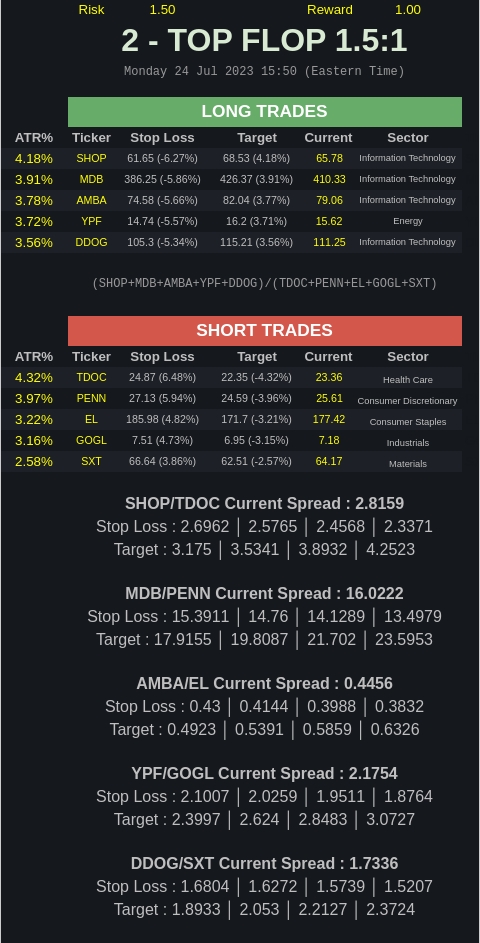 Risk 1.50 Reward 1.00
2 - TOP FLOP 1.5:1
Monday 24 Jul 2023 15:50 (Eastern Time)
LONG TRADES
ATR% Ticker Stop Loss Target Current Sector
4.18% SHOP 61.65 (-6.27%) 68.53 (4.18%) 65.78 Information Technology
3.91% MDB 386.25 (-5.86%) 426.37 (3.91%) 410.33 Information Technology
3.78% AMBA 74.58 (-5.66%) 82.04 (3.77%) 79.06 Information Technology
3.72% YPF 14.74 (-5.57%) 16.2 (3.71%) 15.62 Energy
3.56% DDOG 105.3 (-5.34%) 115.21 (3.56%) 111.25 Information Technology
(SHOP+MDB+AMBA+YPF+DDOG)/(TDOC+PENN+EL+GOGL+SXT)
SHORT TRADES
ATR% Ticker Stop Loss Target Current Sector
4.32% TDOC 24.87 (6.48%) 22.35 (-4.32%) 23.36 Health Care
3.97% PENN 27.13 (5.94%) 24.59 (-3.96%) 25.61 Consumer Discretionary
3.22% EL 185.98 (4.82%) 171.7 (-3.21%) 177.42 Consumer Staples
3.16% GOGL 7.51 (4.73%) 6.95 (-3.15%) 7.18 Industrials
2.58% SXT 66.64 (3.86%) 62.51 (-2.57%) 64.17 Materials
SHOP/TDOC Current Spread : 2.8159
Stop Loss : 2.6962 │ 2.5765 │ 2.4568 │ 2.3371
Target : 3.175 │ 3.5341 │ 3.8932 │ 4.2523
MDB/PENN Current Spread : 16.0222
Stop Loss : 15.3911 │ 14.76 │ 14.1289 │ 13.4979
Target : 17.9155 │ 19.8087 │ 21.702 │ 23.5953
AMBA/EL Current Spread : 0.4456
Stop Loss : 0.43 │ 0.4144 │ 0.3988 │ 0.3832
Target : 0.4923 │ 0.5391 │ 0.5859 │ 0.6326
YPF/GOGL Current Spread : 2.1754
Stop Loss : 2.1007 │ 2.0259 │ 1.9511 │ 1.8764
Target : 2.3997 │ 2.624 │ 2.8483 │ 3.0727
DDOG/SXT Current Spread : 1.7336
Stop Loss : 1.6804 │ 1.6272 │ 1.5739 │ 1.5207
Target : 1.8933 │ 2.053 │ 2.2127 │ 2.3724